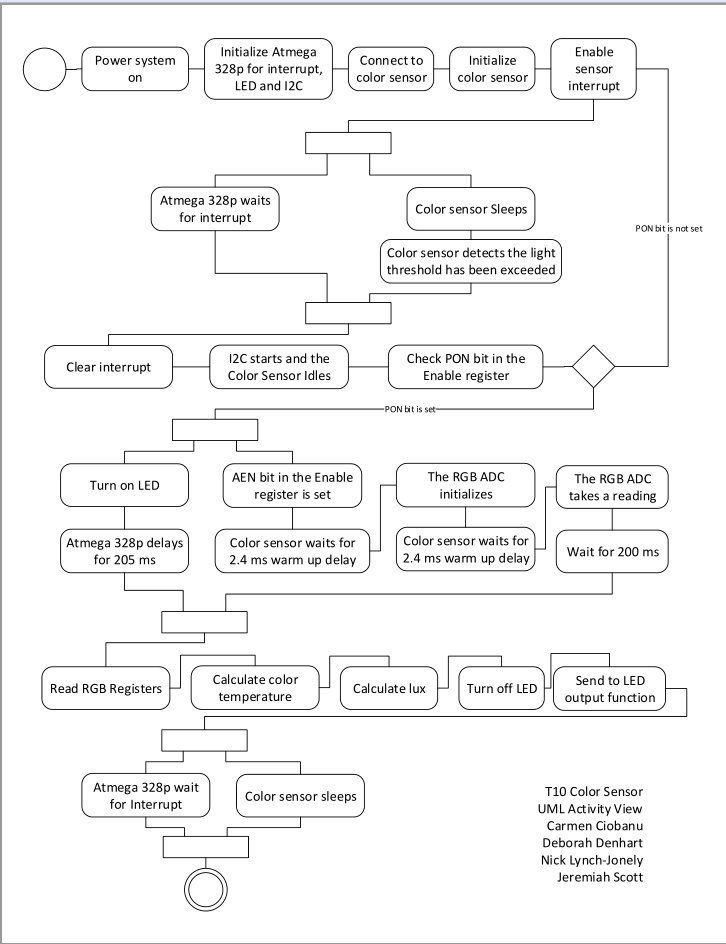 Power system
on
Initialize Atmega
328p for interrupt,
LED and I2C
Connect to
color sensor
Initialize
color sensor
Enable
sensor
interrupt
Atmega 328p waits
for interrupt
Color sensor Sleeps
PON bit is not set
Color sensor detects the light
threshold has been exceeded
Clear interrupt
I2C starts and the
Color Sensor Idles
Check PON bit in the
Enable register
PON bit is set
Turn on LED
AEN bit in the Enable
register is set
The RGB ADC
initializes
The RGB ADC
takes a reading
Atmega 328p delays
for 205 ms
Color sensor waits for
2.4 ms warm up delay
Color sensor waits for
2.4 ms warm up delay
Wait for 200 ms
Read RGB Registers
Calculate color
temperature
Calculate lux
Turn off LED
Send to LED
output function
Atmega 328p wait
for Interrupt
Color sensor sleeps
T10 Color Sensor
UML Activity View
Carmen Ciobanu
Deborah Denhart
Nick Lynch-Jonely
Jeremiah Scott